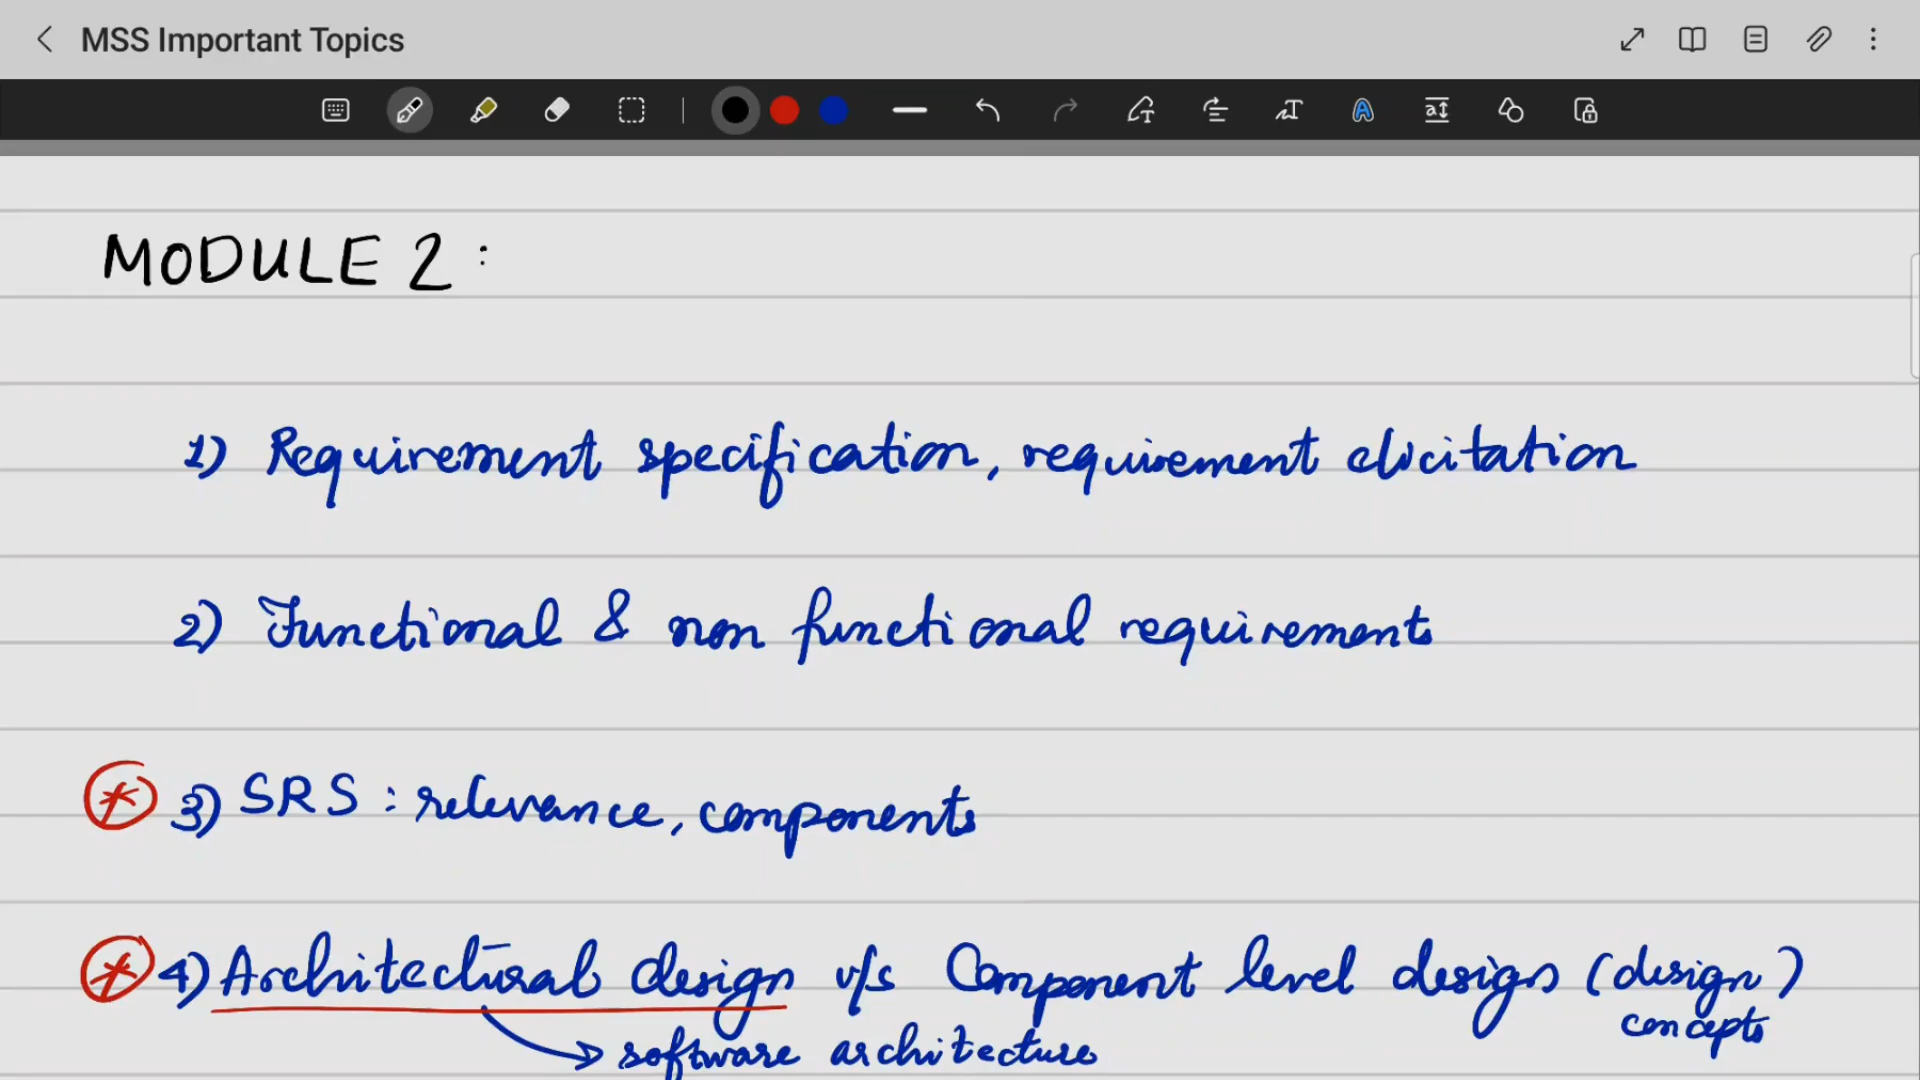 MSS Important Topics
MODULE 2 :
1) Requirement specification, requirement elicitation
2) Functional & non functional requirements
3) SRS : relevance, components
4) Architectural design v/s Component level design (design concepts)
software architecture